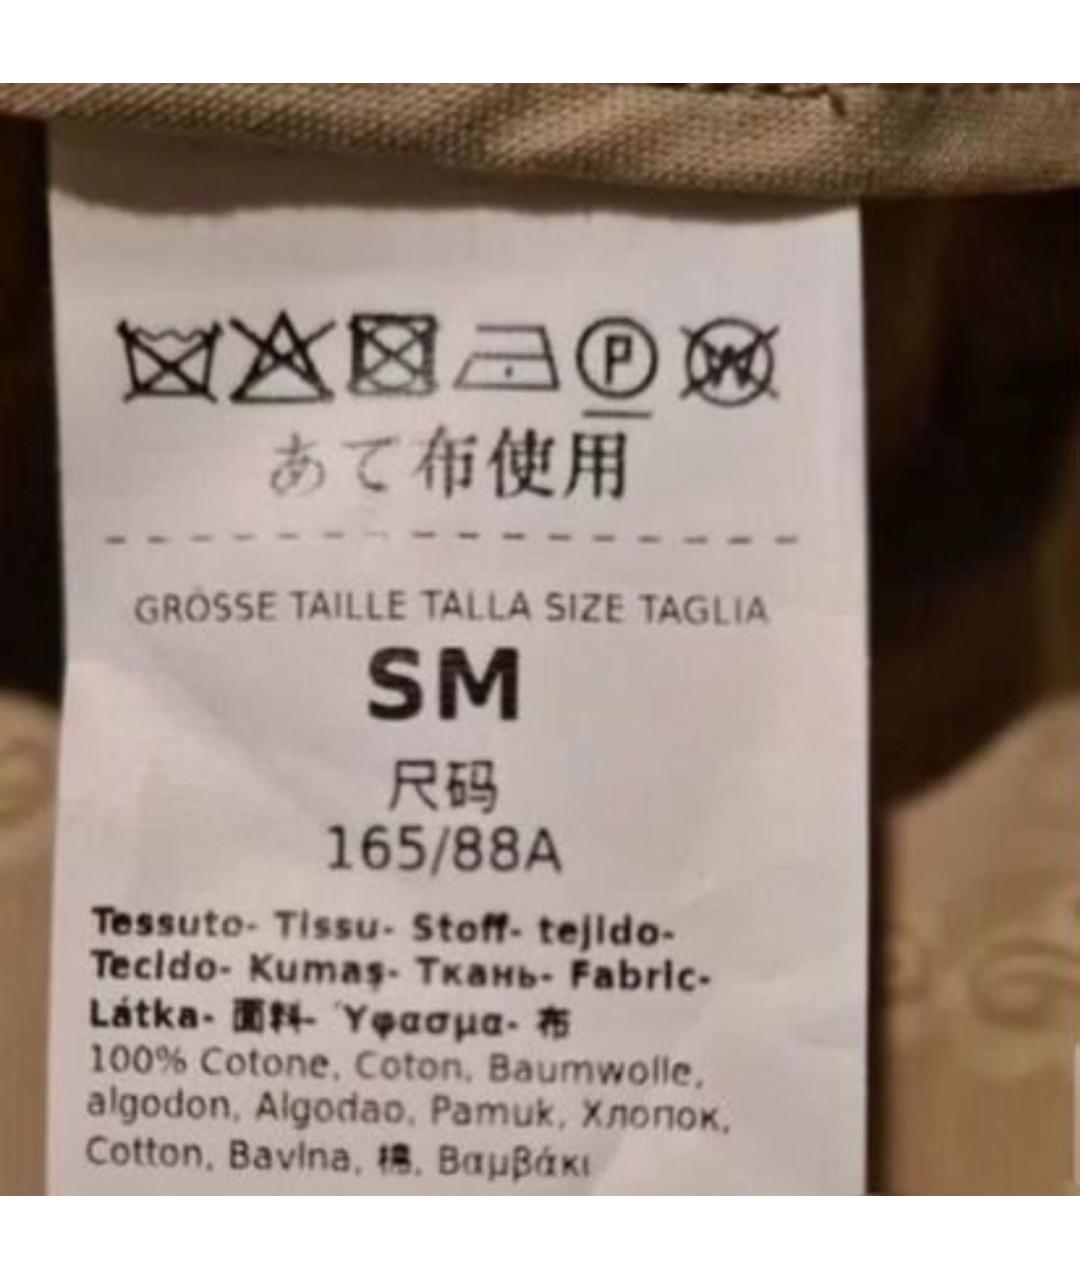 P W
あて布使用
GRÖSSE TAILLE TALLA SIZE TAGLIA
SM
尺码
165/88A
Tessuto- Tissu- Stoff- tejido-
Tecido- Kumaş- Ткань- Fabric-
Látka- 面料- Ύφασμα- 布
100% Cotone, Coton, Baumwolle,
algodon, Algodao, Pamuk, Хлопок,
Cotton, Bavlna, 棉, Βαμβάκι